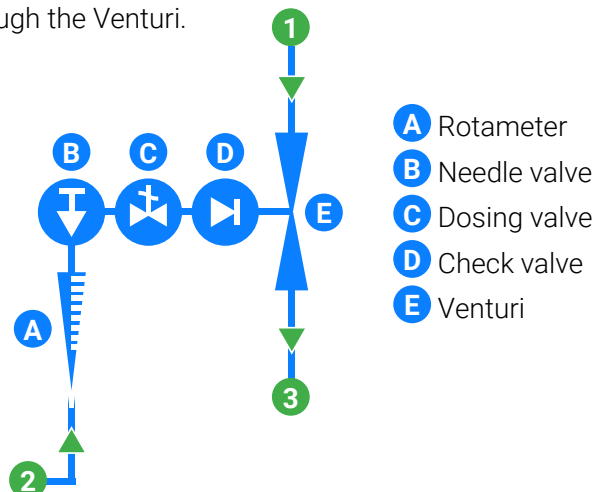 ugh the Venturi.
1
B C D
A Rotameter
B Needle valve
C Dosing valve
D Check valve
E Venturi
E
A
3
2